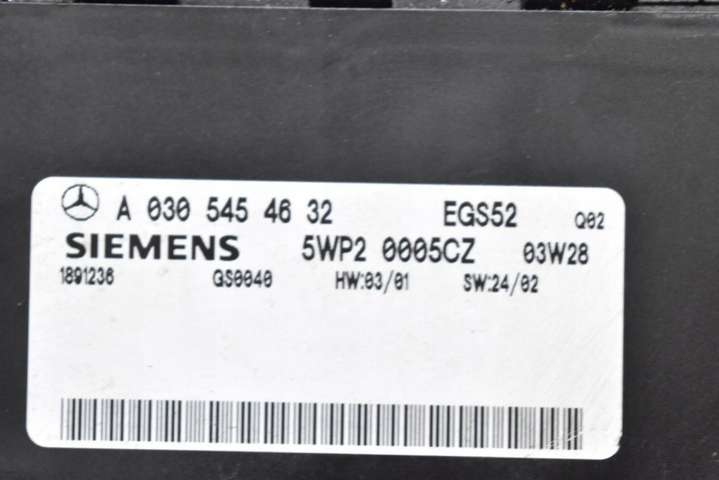 A 030 545 46 32 EGS52 Q02
SIEMENS 5WP2 0005CZ 03W28
1891236 GS0040 HW:03/01 SW:24/02